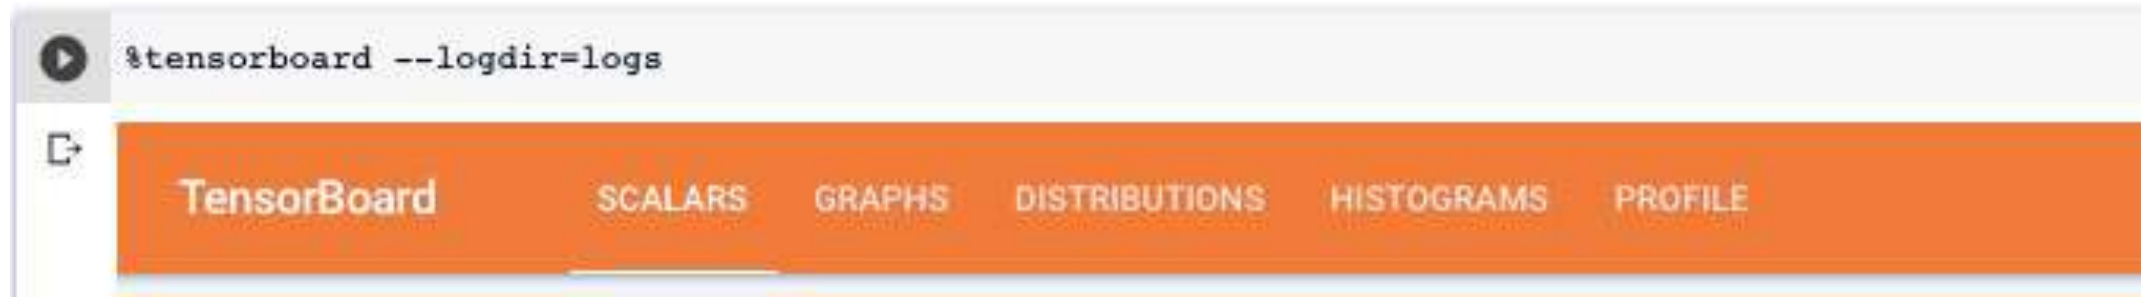 %tensorboard --logdir=logs
TensorBoard SCALARS GRAPHS DISTRIBUTIONS HISTOGRAMS PROFILE